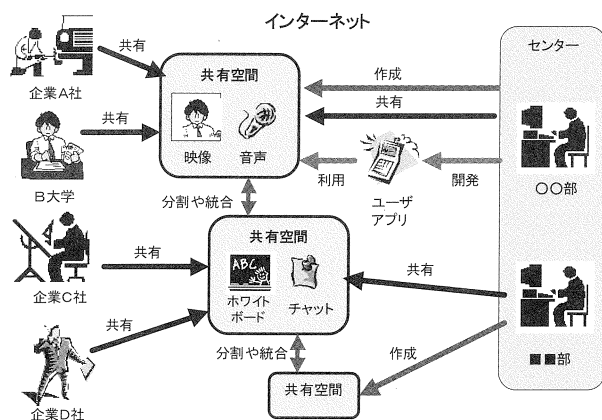 インターネット
センター
共有
企業A社
共有
B大学
共有空間
映像
音声
作成
共有
利用
ユーザ
アプリ
開発
〇〇部
分割や統合
共有
企業C社
共有空間
ABC
ホワイト
ボード
チャット
共有
共有
企業D社
分割や統合
作成
■■部
共有空間